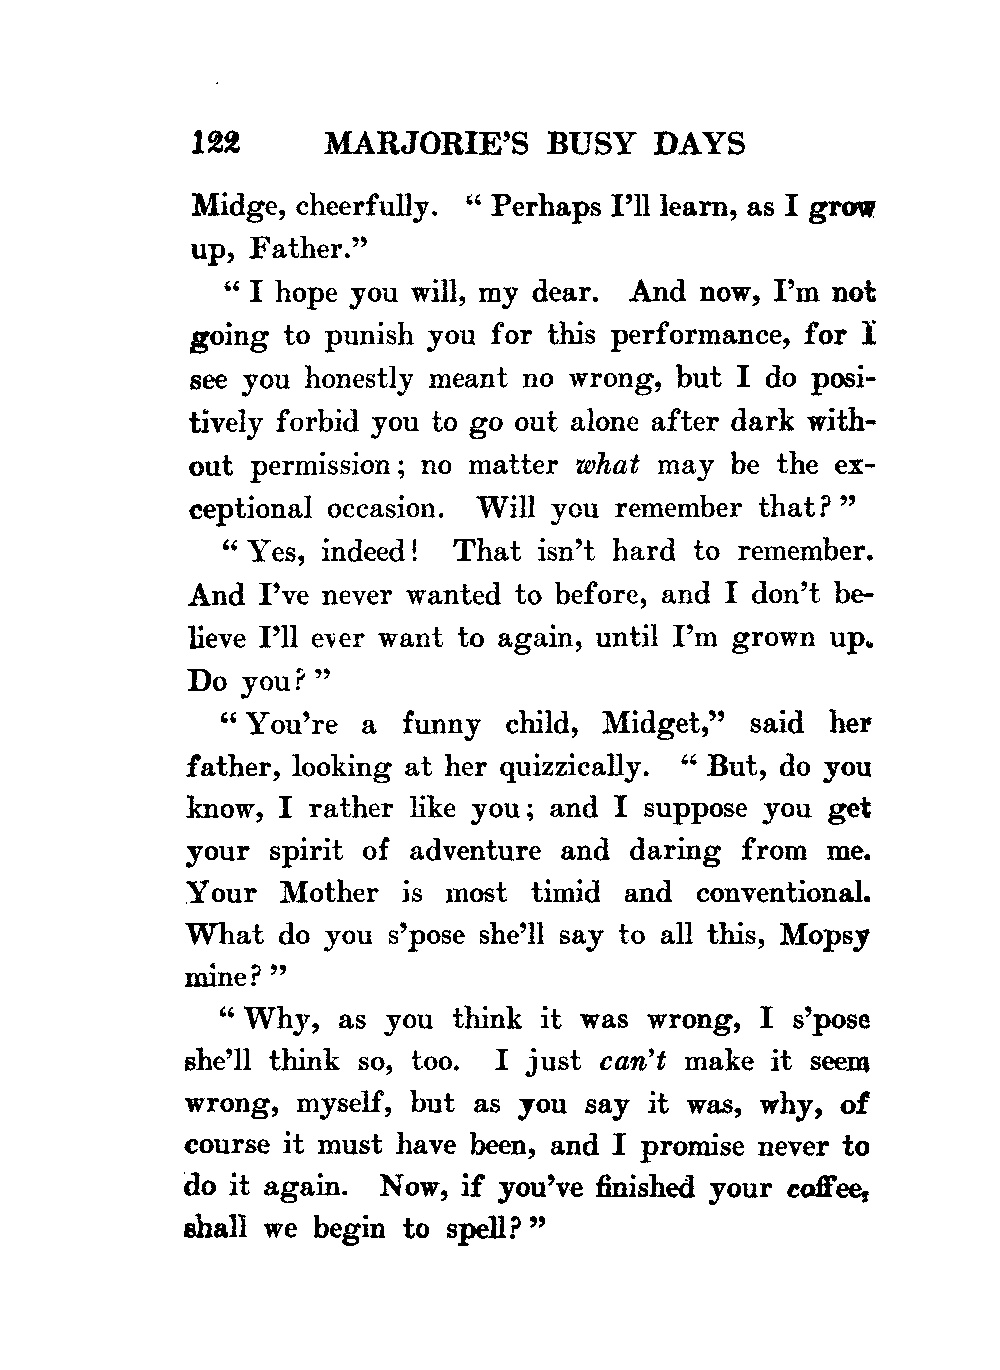 122 MARJORIE'S BUSY DAYS
Midge, cheerfully. “Perhaps I'll learn, as I grow
up, Father.”
“I hope you will, my dear. And now, I'm not
going to punish you for this performance, for I
see you honestly meant no wrong, but I do posi-
tively forbid you to go out alone after dark with-
out permission; no matter what may be the ex-
ceptional occasion. Will you remember that?”
“Yes, indeed! That isn't hard to remember.
And I've never wanted to before, and I don't be-
lieve I'll ever want to again, until I'm grown up.
Do you?”
“You're a funny child, Midget,” said her
father, looking at her quizzically. “But, do you
know, I rather like you; and I suppose you get
your spirit of adventure and daring from me.
Your Mother is most timid and conventional.
What do you s'pose she'll say to all this, Mopsy
mine?”
“Why, as you think it was wrong, I s'pose
she'll think so, too. I just can't make it seem
wrong, myself, but as you say it was, why, of
course it must have been, and I promise never to
do it again. Now, if you've finished your coffee,
shall we begin to spell?”